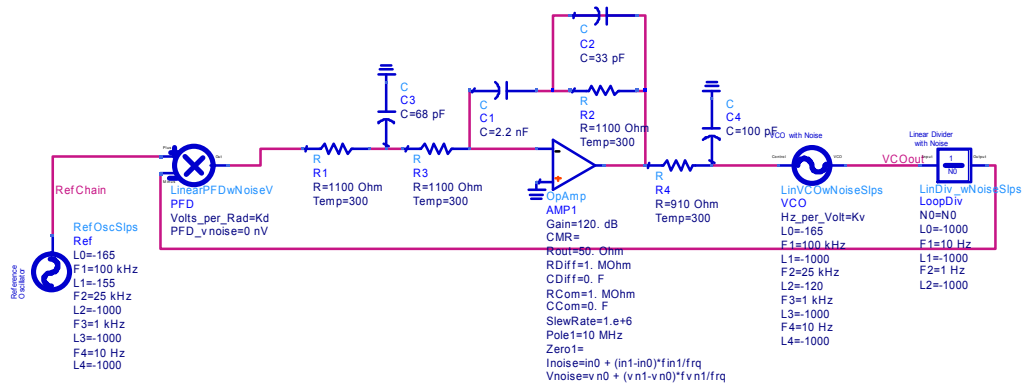 C
C2
C=33 pF
C
C3
C=68 pF
C
C1
C=2.2 nF
R
R2
R=1100 Ohm
Temp=300
C
C4
C=100 pF
VCO with Noise
Linear Divider
with Noise
R
R1
R=1100 Ohm
Temp=300
R
R3
R=1100 Ohm
Temp=300
R
R4
R=910 Ohm
Temp=300
Out
Control
VCO
VCOout
Input
Output
1
N0
RefChain
LinearPFDwNoiseV
PFD
Volts_per_Rad=Kd
PFD_vnoise=0 nV
OpAmp
AMP1
Gain=120. dB
CMR=
Rout=50. Ohm
RDiff=1. MOhm
CDiff=0. F
RCom=1. MOhm
CCom=0. F
SlewRate=1.e+6
Pole1=10 MHz
Zero1=
Inoise=in0 + (in1-in0)*fin1/frq
Vnoise=vn0 + (vn1-vn0)*fvn1/frq
LinVCOwNoiseSlps
VCO
Hz_per_Volt=Kv
L0=-165
F1=100 kHz
L1=-1000
F2=25 kHz
L2=-120
F3=1 kHz
L3=-1000
F4=10 Hz
L4=-1000
LinDiv_wNoiseSlps
LoopDiv
N0=N0
L0=-1000
F1=10 Hz
L1=-1000
F2=1 Hz
L2=-1000
Reference
Oscillator
RefOscSlps
Ref
L0=-165
F1=100 kHz
L1=-155
F2=25 kHz
L2=-1000
F3=1 kHz
L3=-1000
F4=10 Hz
L4=-1000